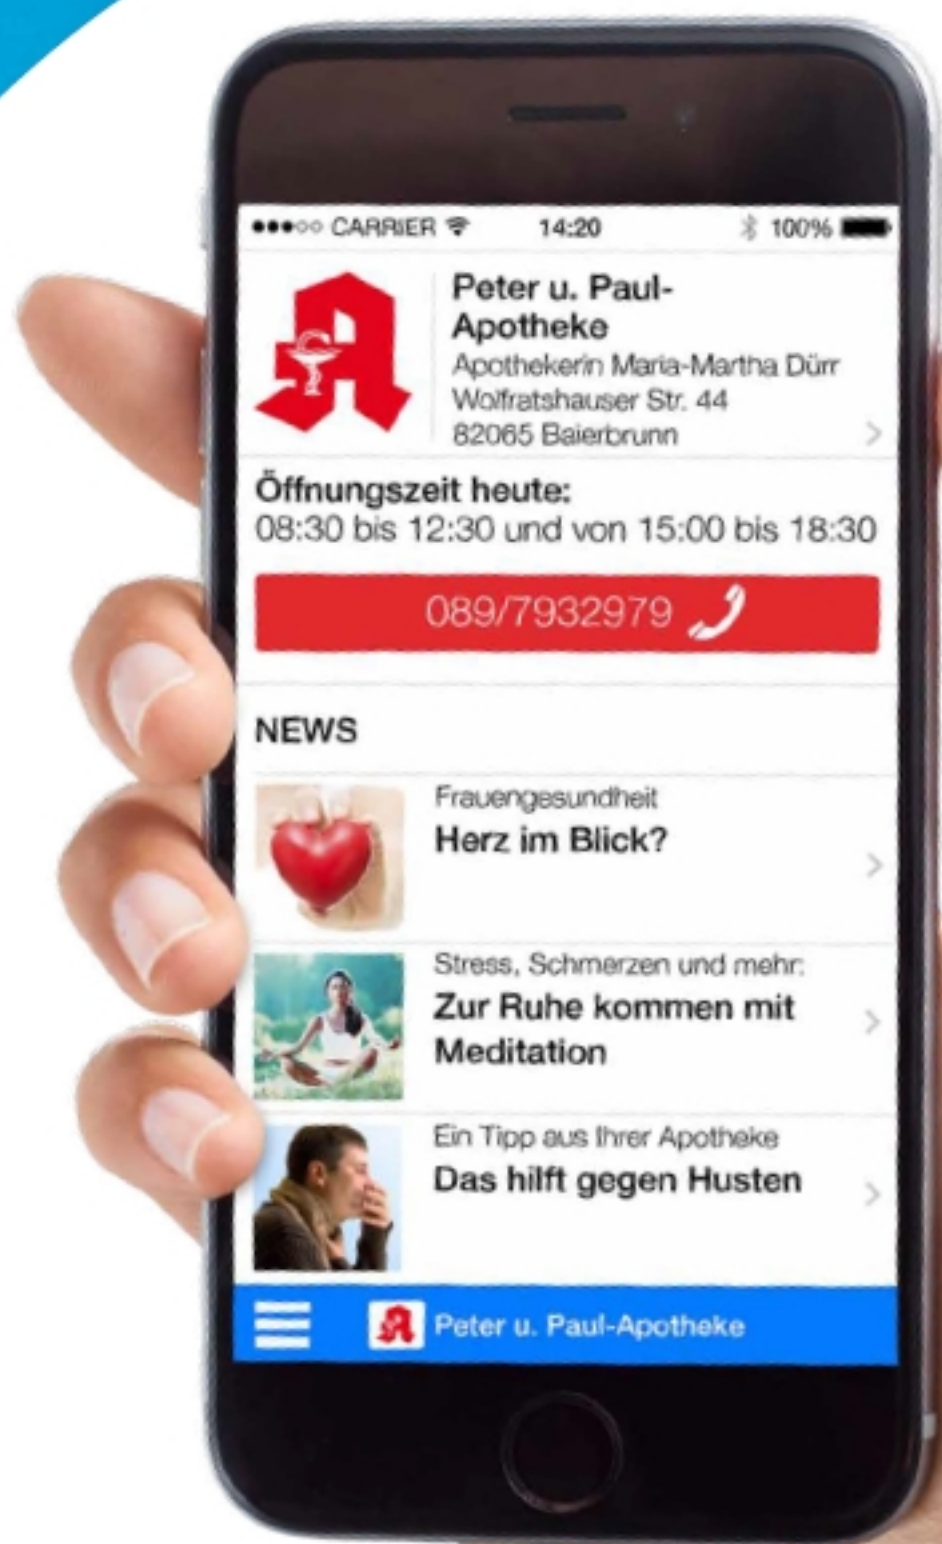 CARRIER 14:20 100%
Peter u. Paul-
Apotheke
Apothekerin Maria-Martha Dürr
Wolfratshauser Str. 44
82065 Baierbrunn
Öffnungszeit heute:
08:30 bis 12:30 und von 15:00 bis 18:30
089/7932979
NEWS
Frauengesundheit
Herz im Blick?
Stress, Schmerzen und mehr:
Zur Ruhe kommen mit
Meditation
Ein Tipp aus Ihrer Apotheke
Das hilft gegen Husten
Peter u. Paul-Apotheke